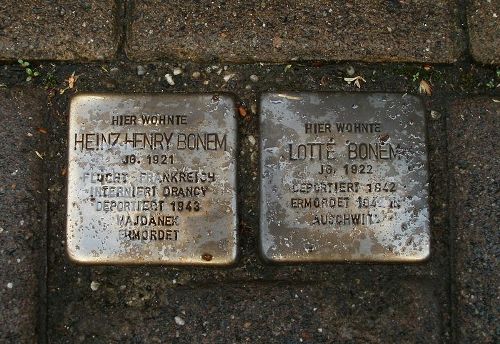 HIER WOHNTE
HEINZ-HENRY BONEM
JG. 1921
FLUCHT FRANKREICH
INTERNIERT DRANCY
DEPORTIERT 1943
MAJDANEK
ERMORDET
HIER WOHNTE
LOTTE BONEM
JG. 1922
DEPORTIERT 1942
ERMORDET 1942 IN
AUSCHWITZ